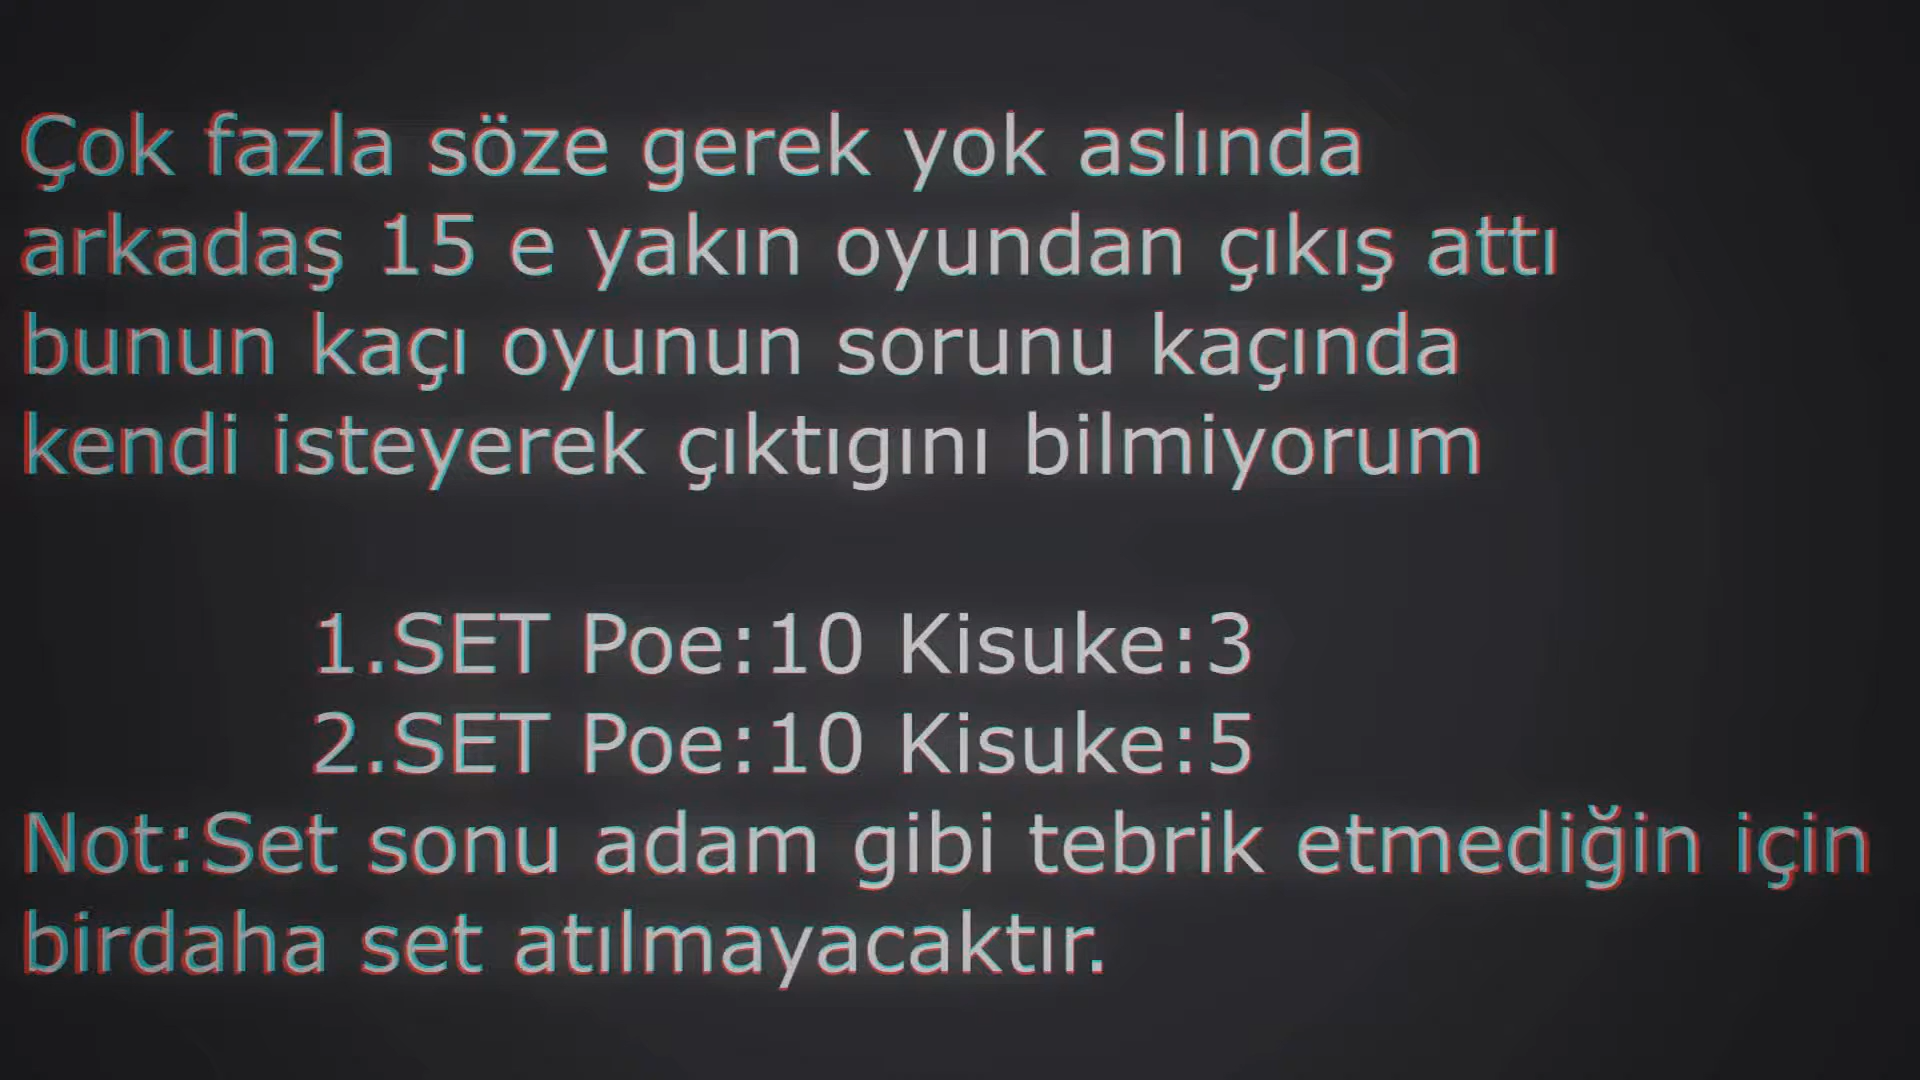 Çok fazla söze gerek yok aslında
arkadaş 15 e yakın oyundan çıkış attı
bunun kaçı oyunun sorunu kaçında
kendi isteyerek çıktıgını bilmiyorum
1.SET Poe:10 Kisuke:3
2.SET Poe:10 Kisuke:5
Not:Set sonu adam gibi tebrik etmediğin için
birdaha set atılmayacaktır.